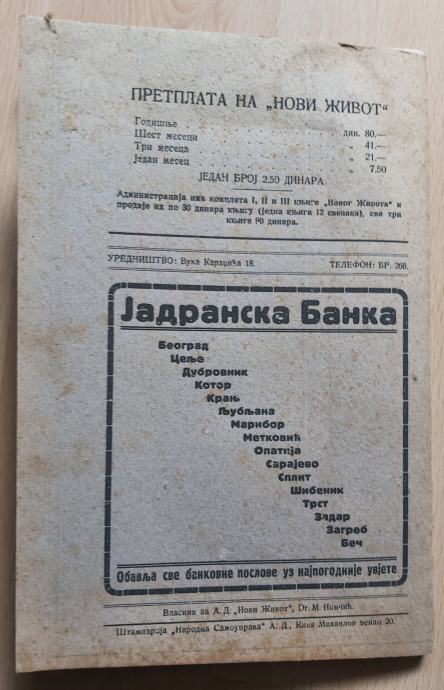 ПРЕТПЛАТА НА „НОВИ ЖИВОТ“
Годишње . . . . . . . . . дин. 80.—
Шест месеци . . . . . . . . . „ 41.—
Три месеца . . . . . . . . . „ 21.—
Један месец . . . . . . . . . „ 7.50
ЈЕДАН БРОЈ 2.50 ДИНАРА
Администрација има комплета I, II и III књиге „Новог Живота“ и
продаје их по 30 динара књигу (једна књига 12 свезака), све три
књиге 90 динара.
УРЕДНИШТВО: Вука Караџића 18. ТЕЛЕФОН: БР. 266.
Јадранска Банка
Београд
Цеље
Дубровник
Котор
Крањ
Љубљана
Марибор
Метковић
Опатија
Сарајево
Сплит
Шибеник
Трст
Задар
Загреб
Беч
Обавља све банковне послове уз најпогодније увјете
Власник за А. Д. „Нови Живот“, Dr. М. Нинчић.
Штампарија „Народна Самоуправа“ А. Д., Кнез Михаилов венац 20.